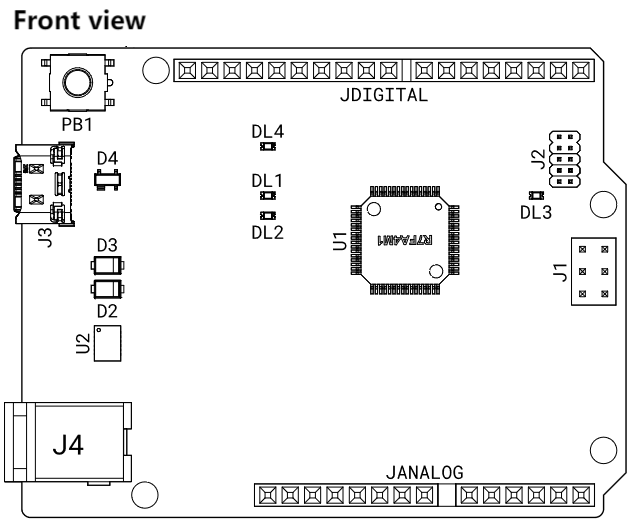 Front view
JDIGITAL
PB1
DL4
D4
J2
DL1
DL3
DL2
U1
R7FA4M1
J3
D3
J1
D2
U2
J4
JANALOG